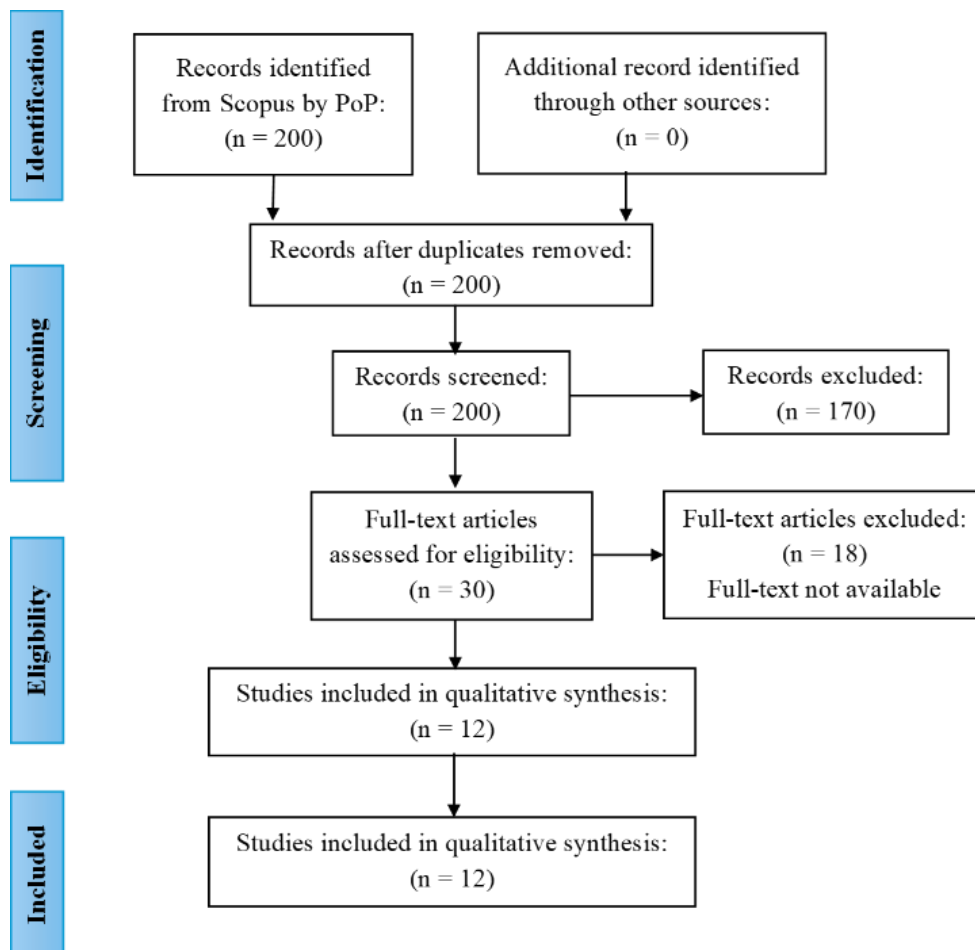 Identification
Records identified
from Scopus by PoP:
(n = 200)
Additional record identified
through other sources:
(n = 0)
Records after duplicates removed:
(n = 200)
Screening
Records screened:
(n = 200)
Records excluded:
(n = 170)
Eligibility
Full-text articles
assessed for eligibility:
(n = 30)
Full-text articles excluded:
(n = 18)
Full-text not available
Studies included in qualitative synthesis:
(n = 12)
Included
Studies included in qualitative synthesis:
(n = 12)